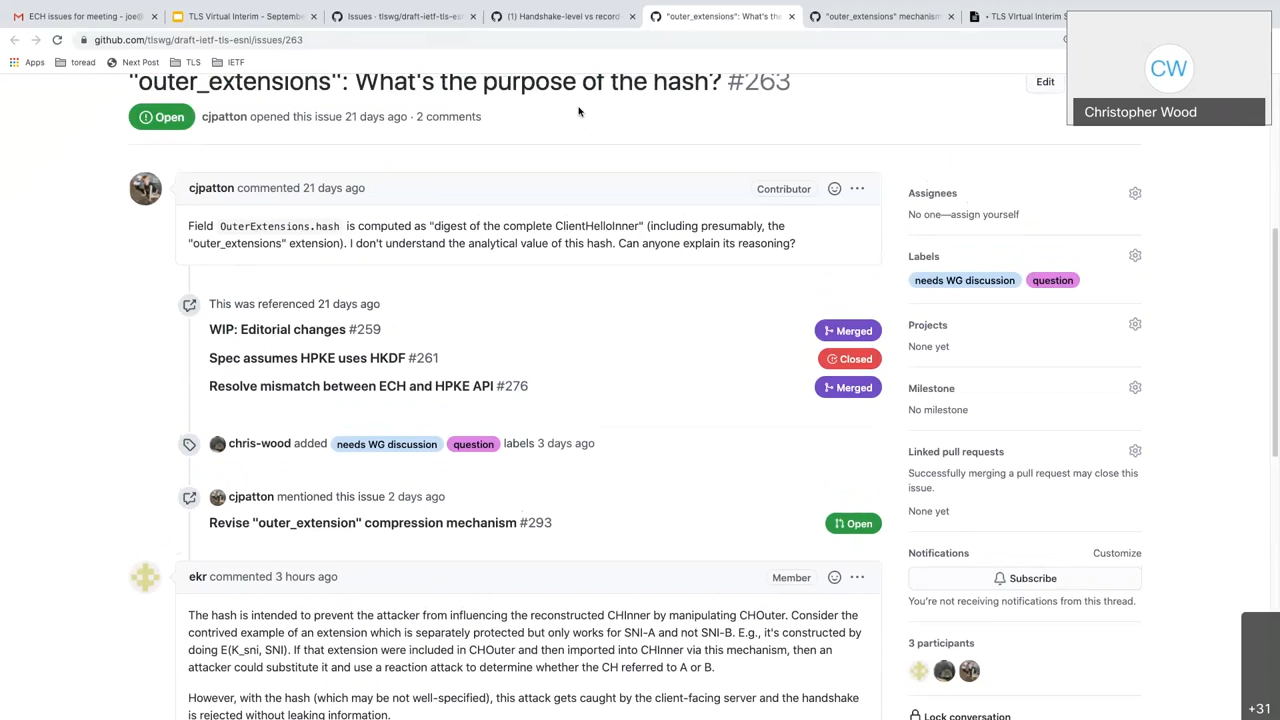 ECH issues for meeting - joe@
TLS Virtual Interim - Septembe
Issues · tlswg/draft-ietf-tls-esn
(1) Handshake-level vs record
"outer_extensions": What's the
"outer_extensions" mechanism
TLS Virtual Interim S
github.com/tlswg/draft-ietf-tls-esni/issues/263
Apps
toread
Next Post
TLS
IETF
CW
Christopher Wood
"outer_extensions": What's the purpose of the hash? #263
Edit
Open
cjpatton opened this issue 21 days ago · 2 comments
cjpatton commented 21 days ago
Contributor
Field OuterExtensions.hash is computed as "digest of the complete ClientHelloInner" (including presumably, the
"outer_extensions" extension). I don't understand the analytical value of this hash. Can anyone explain its reasoning?
This was referenced 21 days ago
WIP: Editorial changes #259
Merged
Spec assumes HPKE uses HKDF #261
Closed
Resolve mismatch between ECH and HPKE API #276
Merged
chris-wood added needs WG discussion question labels 3 days ago
cjpatton mentioned this issue 2 days ago
Revise "outer_extension" compression mechanism #293
Open
ekr commented 3 hours ago
Member
The hash is intended to prevent the attacker from influencing the reconstructed CHInner by manipulating CHOuter. Consider the
contrived example of an extension which is separately protected but only works for SNI-A and not SNI-B. E.g., it's constructed by
doing E(K_sni, SNI). If that extension were included in CHOuter and then imported into CHInner via this mechanism, then an
attacker could substitute it and use a reaction attack to determine whether the CH referred to A or B.
However, with the hash (which may be not well-specified), this attack gets caught by the client-facing server and the handshake
is rejected without leaking information.
Assignees
No one—assign yourself
Labels
needs WG discussion
question
Projects
None yet
Milestone
No milestone
Linked pull requests
Successfully merging a pull request may close this
issue.
None yet
Notifications
Customize
Subscribe
You're not receiving notifications from this thread.
3 participants
Lock conversation
+31